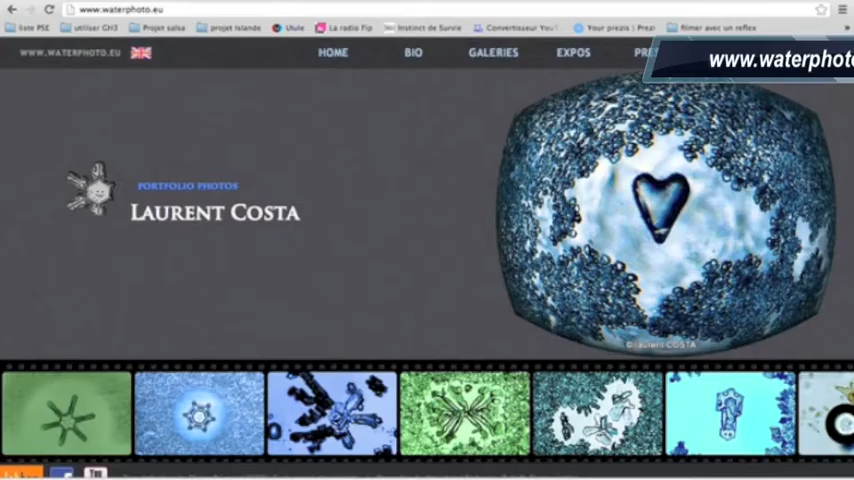 www.waterphoto.eu
liste PSE utiliser GH3 Projet salsa projet Islande Ulule La radio Fip Instinct de Survie Convertisseur You Your prezis | Prezi filmer avec un reflex
WWW.WATERPHOTO.EU HOME BIO GALERIES EXPOS
www.waterphoto
PORTFOLIO PHOTOS
LAURENT COSTA
©Laurent COSTA